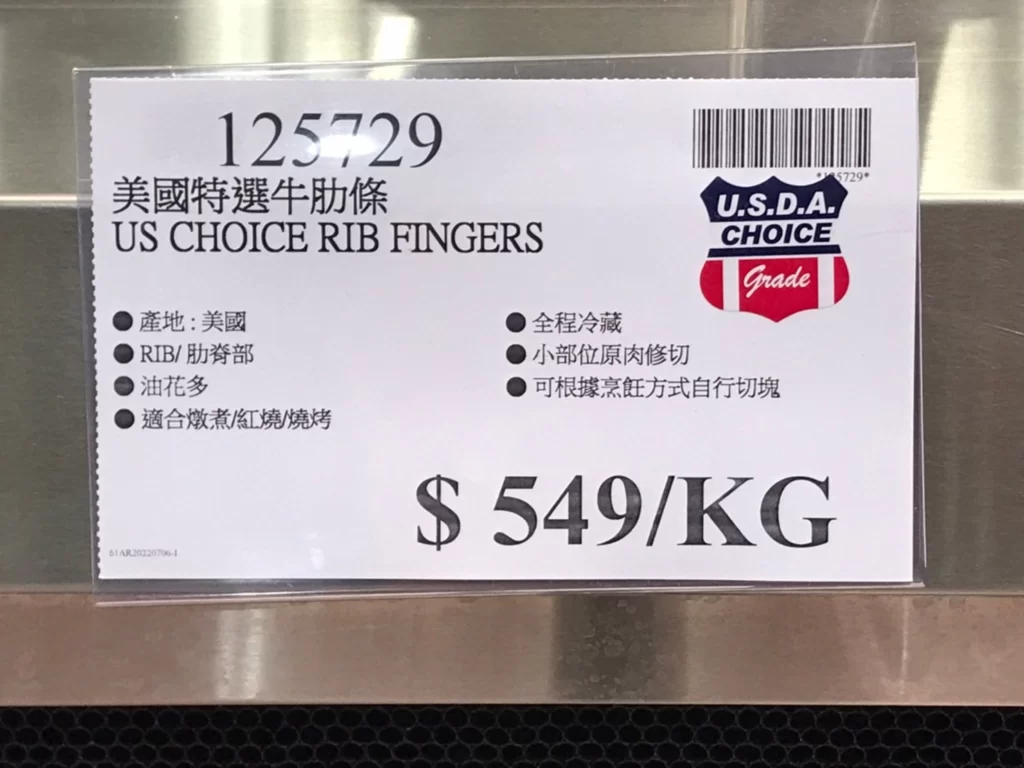 125729
*125729*
美國特選牛肋條
US CHOICE RIB FINGERS
U.S.D.A.
CHOICE
Grade
● 產地 : 美國
● RIB/ 肋脊部
● 油花多
● 適合燉煮/紅燒/燒烤
● 全程冷藏
● 小部位原肉修切
● 可根據烹飪方式自行切塊
$ 549/KG
61AR20220706-1